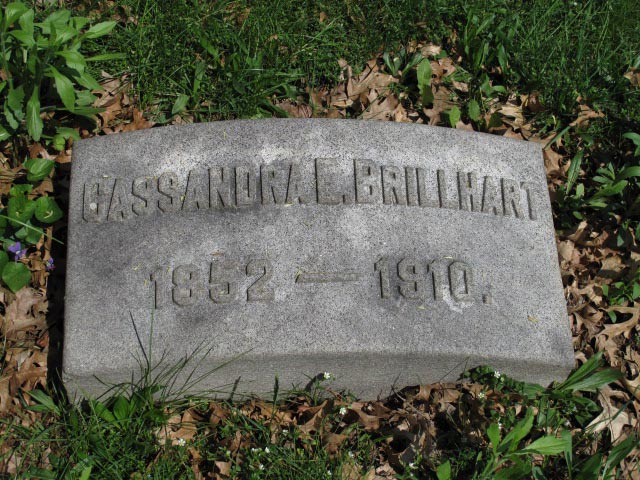 CASSANDRA E. BRILLHART
1852 — 1910.